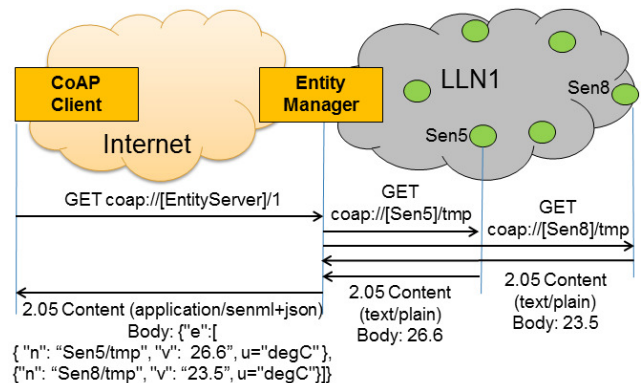 CoAP
Client
Internet
Entity
Manager
LLN1
Sen8
Sen5
GET coap://[EntityServer]/1
GET
coap://[Sen5]/tmp
GET
coap://[Sen8]/tmp
2.05 Content (application/senml+json)
Body: {"e":[
{ "n": “Sen5/tmp", "v": 26.6”, u="degC" },
{"n": “Sen8/tmp", "v": “23.5”, u="degC"}]}
2.05 Content
(text/plain)
Body: 26.6
2.05 Content
(text/plain)
Body: 23.5